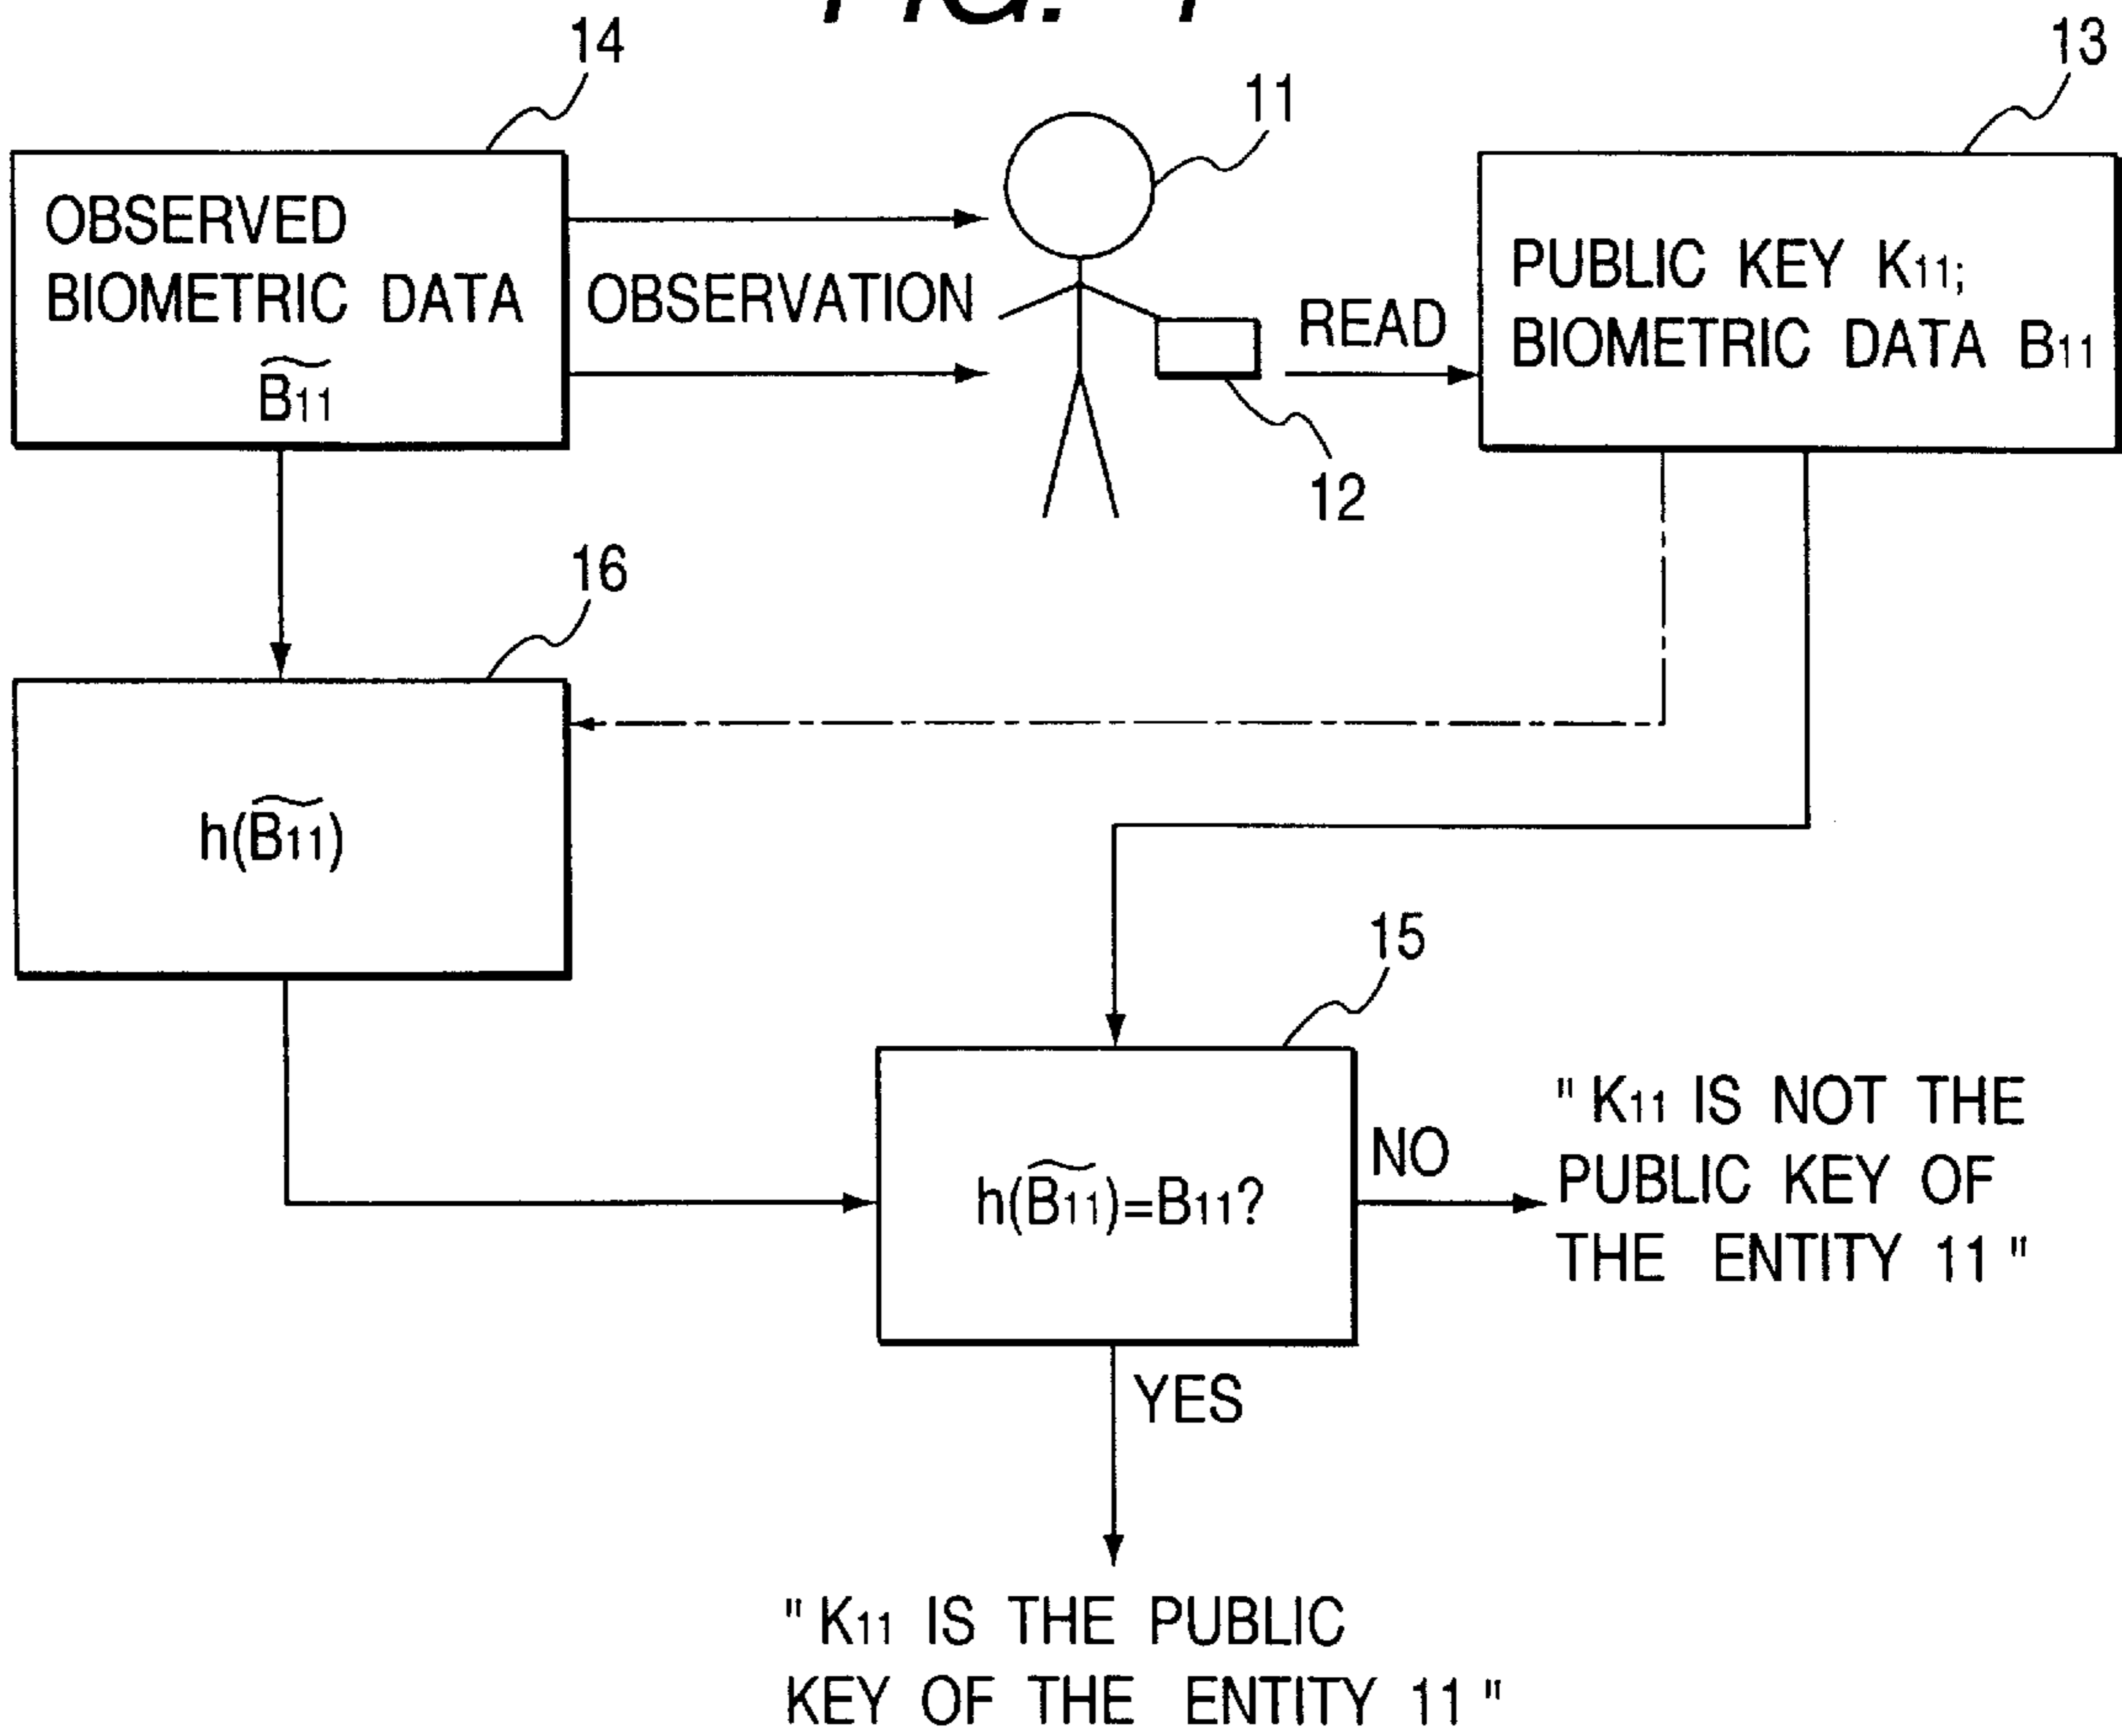 14
13
11
OBSERVED
BIOMETRIC DATA
B̃11
OBSERVATION
READ
PUBLIC KEY K11;
BIOMETRIC DATA B11
12
16
h(B̃11)
15
h(B̃11)=B11?
NO
" K11 IS NOT THE
PUBLIC KEY OF
THE ENTITY 11 "
YES
" K11 IS THE PUBLIC
KEY OF THE ENTITY 11 "